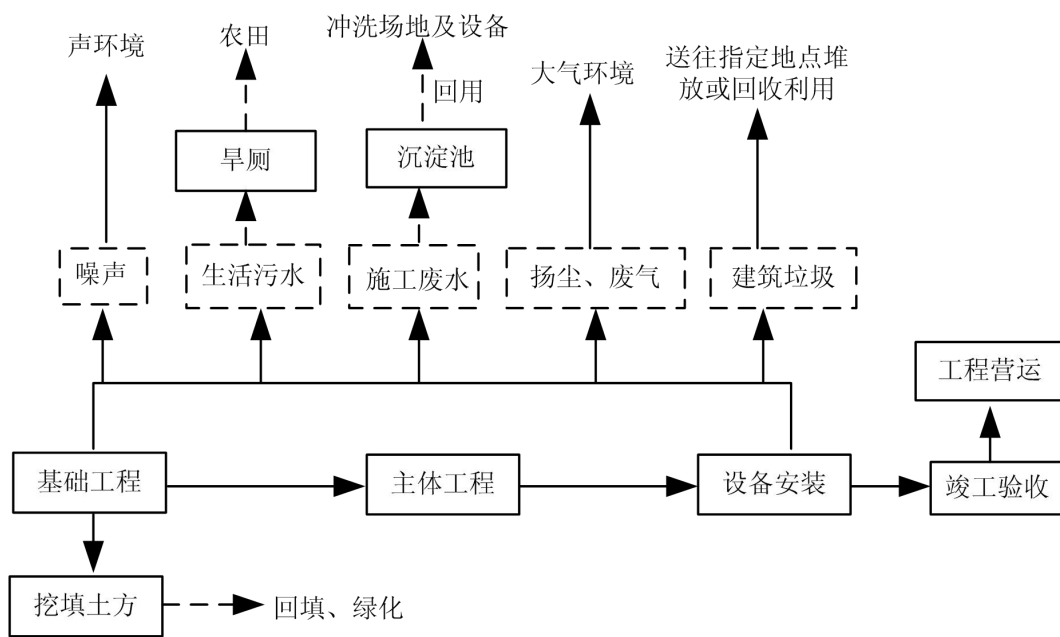 声环境
农田
冲洗场地及设备
回用
大气环境
送往指定地点堆
放或回收利用
旱厕
沉淀池
噪声
生活污水
施工废水
扬尘、废气
建筑垃圾
工程营运
基础工程
主体工程
设备安装
竣工验收
挖填土方
回填、绿化